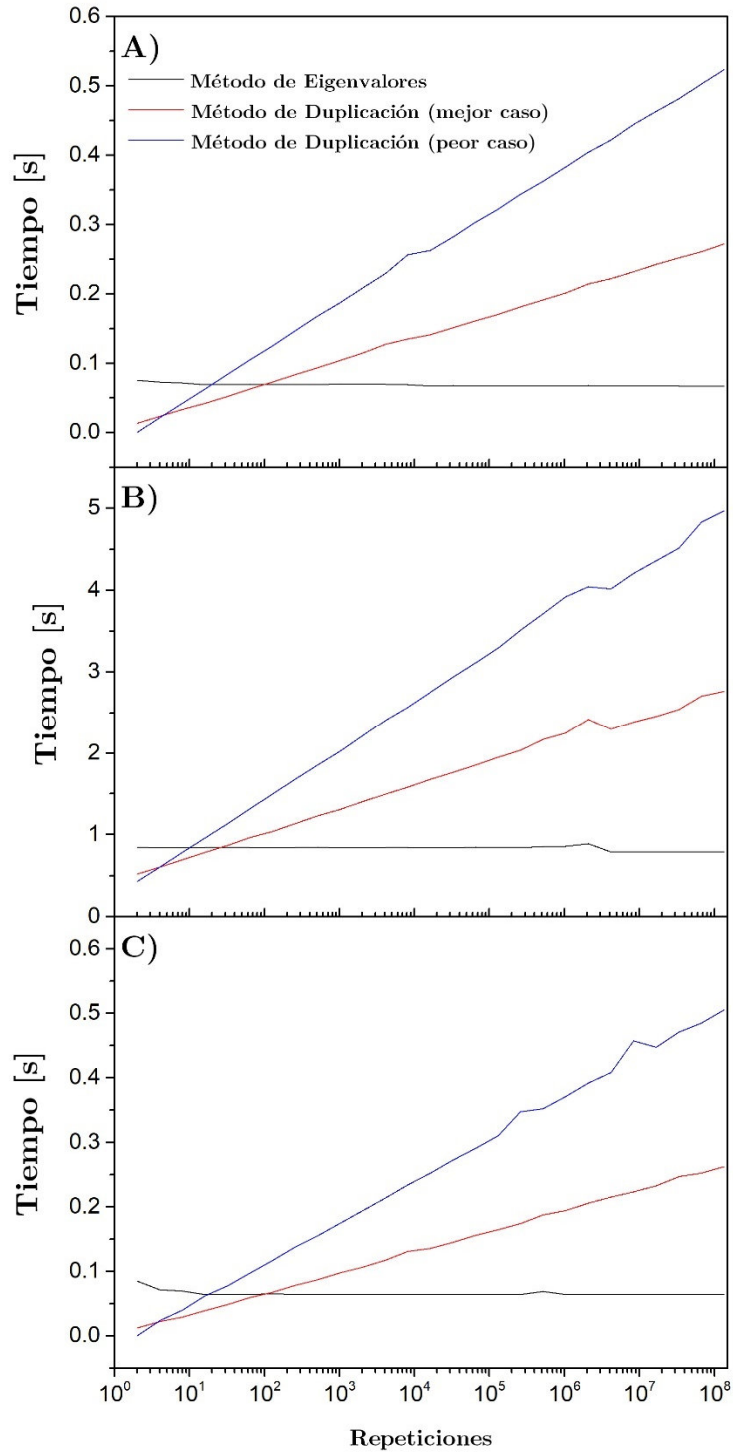 A)
Método de Eigenvalores
Método de Duplicación (mejor caso)
Método de Duplicación (peor caso)
Tiempo [s]
0.6
0.5
0.4
0.3
0.2
0.1
0.0
B)
Tiempo [s]
5
4
3
2
1
0
C)
Tiempo [s]
0.6
0.5
0.4
0.3
0.2
0.1
0.0
10⁰ 10¹ 10² 10³ 10⁴ 10⁵ 10⁶ 10⁷ 10⁸
Repeticiones